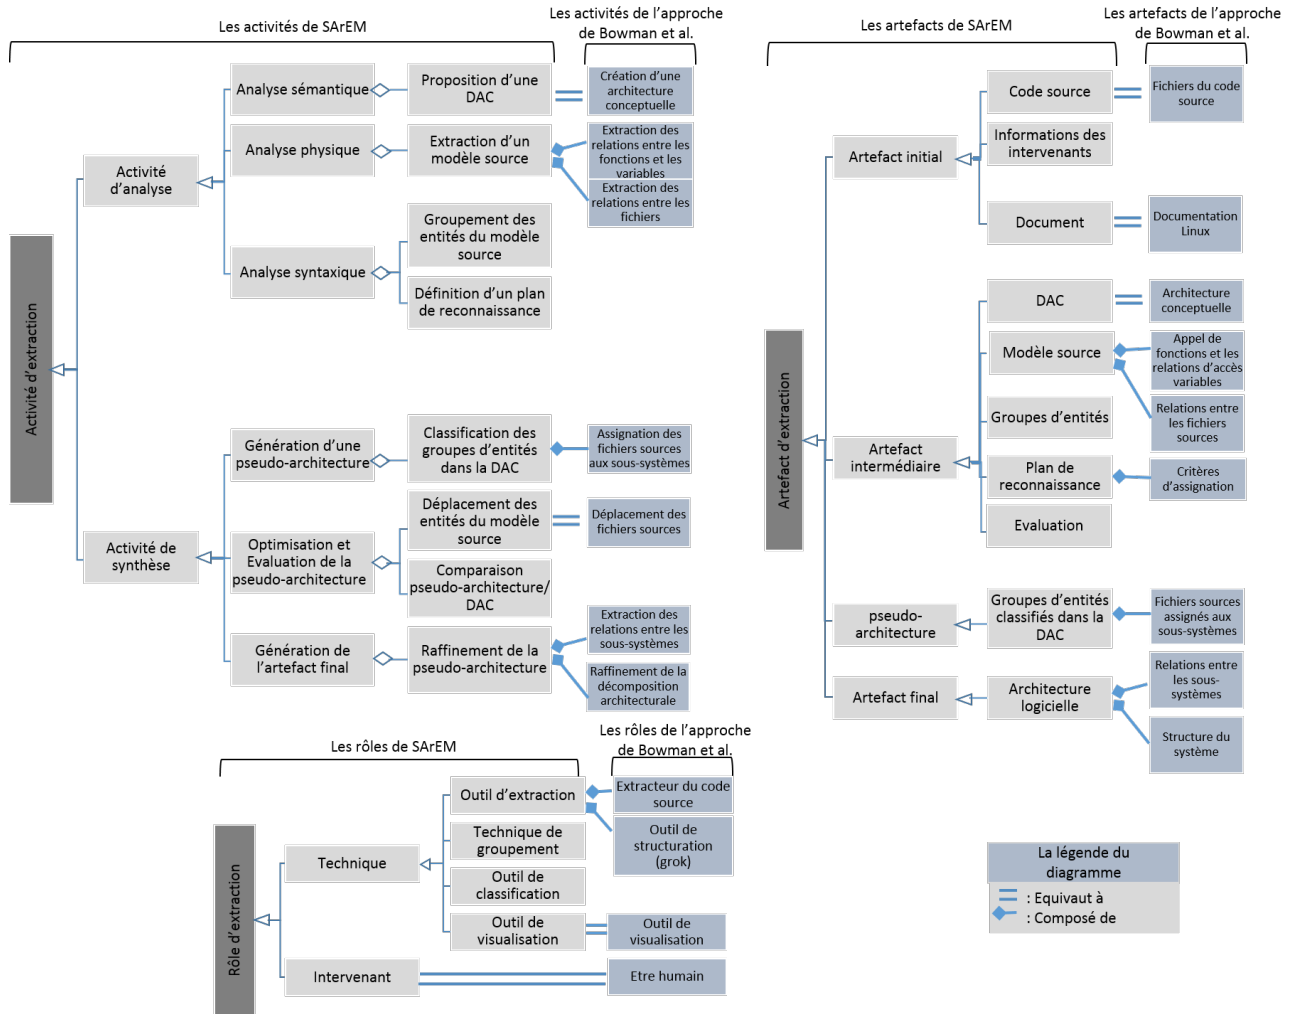 Les activités de SArEM
Les activités de l’approche
de Bowman et al.
Activité d’extraction
Activité
d’analyse
Analyse sémantique
Proposition d’une
DAC
Création d’une
architecture
conceptuelle
Analyse physique
Extraction d’un
modèle source
Extraction des
relations entre les
fonctions et les
variables
Extraction des
relations entre les
fichiers
Analyse syntaxique
Groupement des
entités du modèle
source
Définition d’un plan
de reconnaissance
Activité de
synthèse
Génération d’une
pseudo-architecture
Classification des
groupes d’entités
dans la DAC
Assignation des
fichiers sources
aux sous-systèmes
Optimisation et
Evaluation de la
pseudo-architecture
Déplacement des
entités du modèle
source
Déplacement des
fichiers sources
Comparaison
pseudo-architecture/
DAC
Génération de
l’artefact final
Raffinement de la
pseudo-architecture
Extraction des
relations entre les
sous-systèmes
Raffinement de la
décomposition
architecturale
Les artefacts de SArEM
Les artefacts de l’approche
de Bowman et al.
Artefact d’extraction
Artefact initial
Code source
Fichiers du code
source
Informations des
intervenants
Document
Documentation
Linux
Artefact
intermédiaire
DAC
Architecture
conceptuelle
Modèle source
Appel de
fonctions et les
relations d’accès
variables
Relations entre
les fichiers
sources
Groupes d’entités
Plan de
reconnaissance
Critères
d’assignation
Evaluation
pseudo-
architecture
Groupes d’entités
classifiés dans la
DAC
Fichiers sources
assignés aux
sous-systèmes
Artefact final
Architecture
logicielle
Relations entre
les sous-
systèmes
Structure du
système
Les rôles de SArEM
Les rôles de l’approche
de Bowman et al.
Rôle d’extraction
Technique
Outil d’extraction
Extracteur du code
source
Outil de
structuration
(grok)
Technique de
groupement
Outil de
classification
Outil de
visualisation
Outil de
visualisation
Intervenant
Etre humain
La légende du
diagramme
: Equivaut à
: Composé de